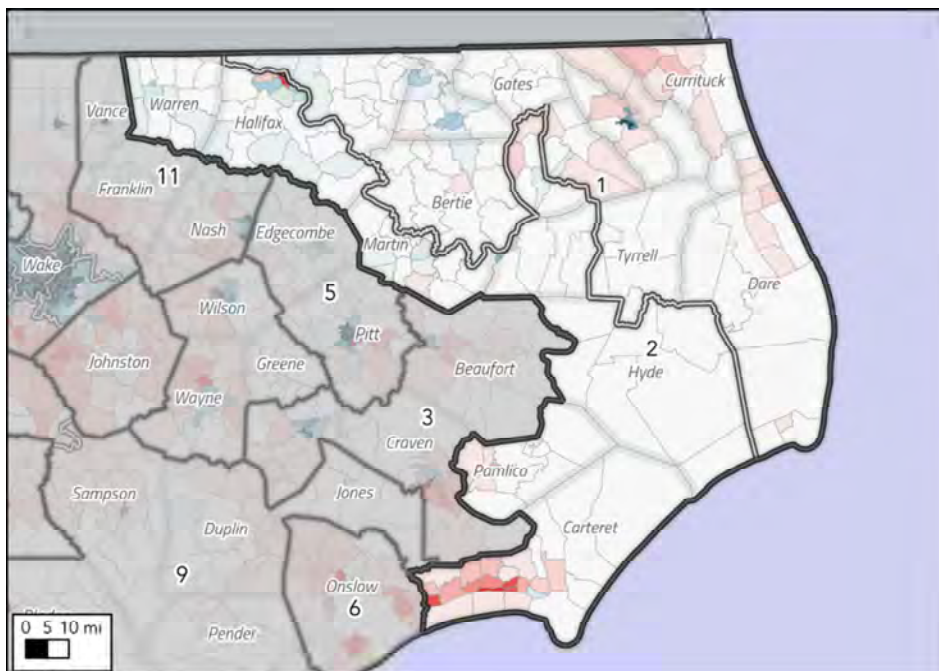 Gates
Currituck
Vance
Warren
Halifax
11
Franklin
1
Bertie
Nash
Edgecombe
Martin
Tyrrell
Wake
5
Dare
Wilson
Pitt
2
Johnston
Greene
Beaufort
Hyde
Wayne
3
Craven
Pamlico
Jones
Sampson
Duplin
Carteret
9
Onslow
6
0 5 10 mi
Pender